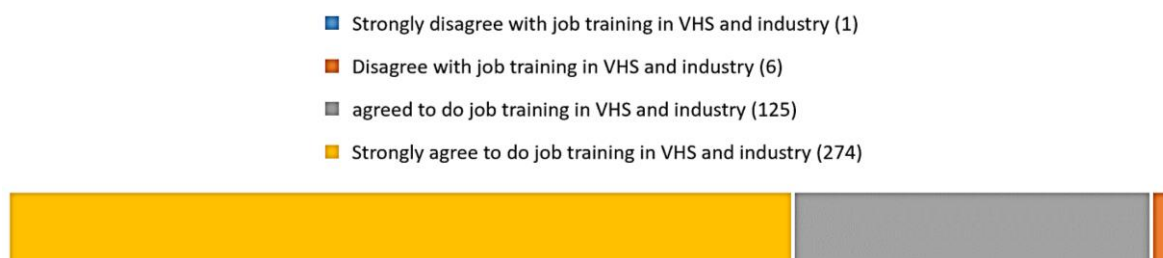 Strongly disagree with job training in VHS and industry (1)
Disagree with job training in VHS and industry (6)
agreed to do job training in VHS and industry (125)
Strongly agree to do job training in VHS and industry (274)